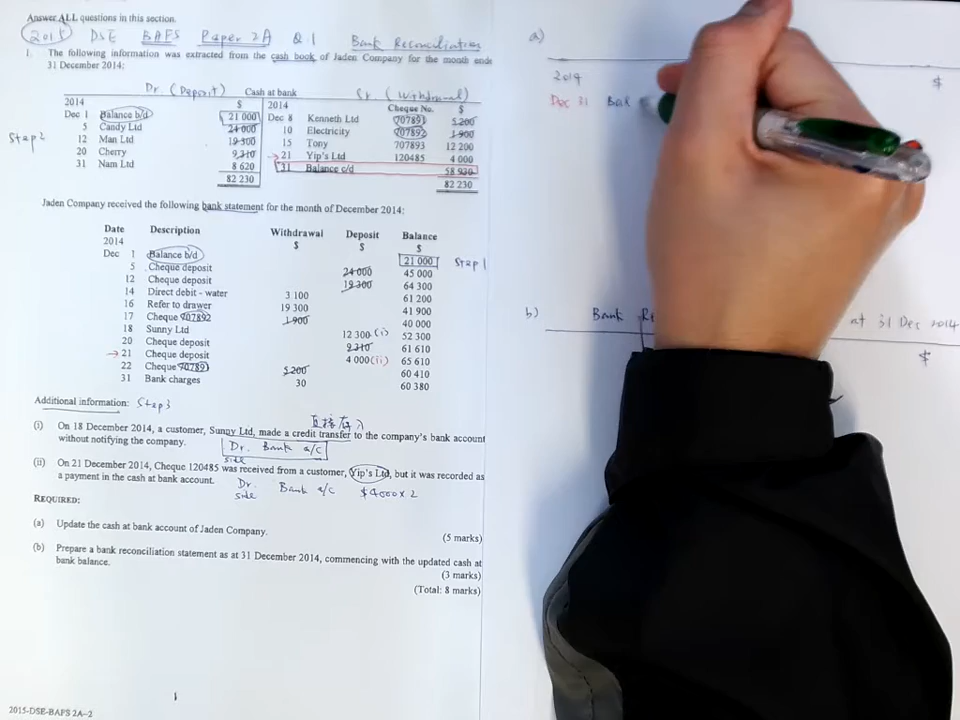 Answer ALL questions in this section.
2015 DSE BAFS Paper 2A Q1 Bank Reconciliation
1. The following information was extracted from the cash book of Jaden Company for the month ended
31 December 2014:
Dr. (Deposit) Cash at bank Cr. (Withdrawal)
2014 $ 2014 Cheque No. $
Dec 1 Balance b/d 21 000 Dec 8 Kenneth Ltd 707891 5 200
5 Candy Ltd 24 000 10 Electricity 707892 1 900
Step 2
12 Man Ltd 19 300 15 Tony 707893 12 200
20 Cherry 9 310 → 21 Yip's Ltd 120485 4 000
31 Nam Ltd 8 620 31 Balance c/d 58 930
82 230 82 230
Jaden Company received the following bank statement for the month of December 2014:
Date Description Withdrawal Deposit Balance
2014 $ $ $
Dec 1 Balance b/d 21 000 Step 1
5 Cheque deposit 24 000 45 000
12 Cheque deposit 19 300 64 300
14 Direct debit - water 3 100 61 200
16 Refer to drawer 19 300 41 900
17 Cheque 707892 1 900 40 000
18 Sunny Ltd 12 300 (i) 52 300
20 Cheque deposit 9 310 61 610
→ 21 Cheque deposit 4 000 (ii) 65 610
22 Cheque 707891 5 200 60 410
31 Bank charges 30 60 380
Additional information: Step 3
直接存入
(i) On 18 December 2014, a customer, Sunny Ltd, made a credit transfer to the company's bank account
without notifying the company. Dr. Bank a/c
side
(ii) On 21 December 2014, Cheque 120485 was received from a customer, Yip's Ltd, but it was recorded as
a payment in the cash at bank account. Dr. Bank a/c $4000 x 2
side
REQUIRED:
(a) Update the cash at bank account of Jaden Company.
(5 marks)
(b) Prepare a bank reconciliation statement as at 31 December 2014, commencing with the updated cash at
bank balance.
(3 marks)
(Total: 8 marks)
1
2015-DSE-BAFS 2A–2
a)
2014 $
Dec 31 Bal
b) Bank Re at 31 Dec 2014
$